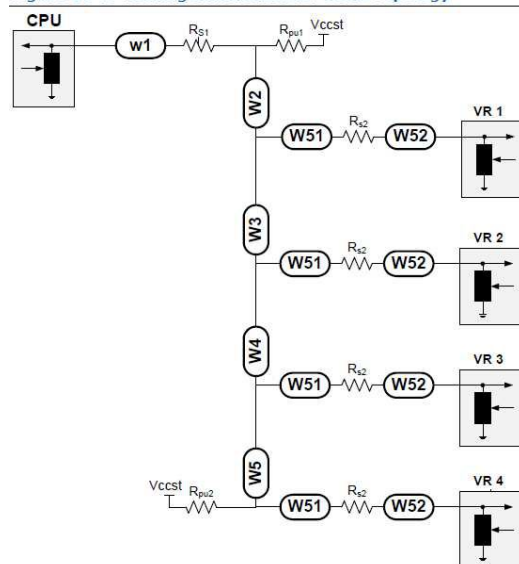 CPU
w1
RS1
Rpu1
Vccst
W2
W51
Rs2
W52
VR 1
W3
W51
Rs2
W52
VR 2
W4
W51
Rs2
W52
VR 3
W5
Vccst
Rpu2
W51
Rs2
W52
VR 4